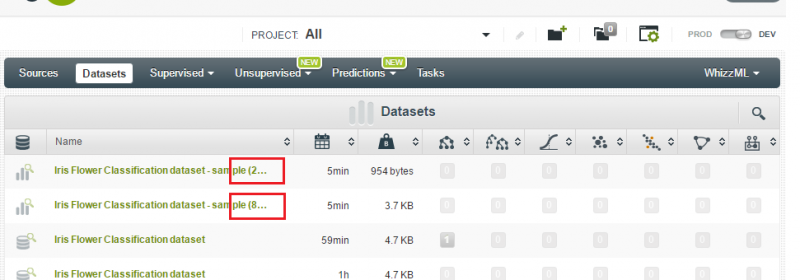 PROJECT: All
0
PROD DEV
NEW NEW
Sources Datasets Supervised Unsupervised Predictions Tasks WhizzML
Datasets
Name B
Iris Flower Classification dataset - sample (2... 5min 954 bytes 0 0 0 0 0 0 0
Iris Flower Classification dataset - sample (8... 5min 3.7 KB 0 0 0 0 0 0 0
Iris Flower Classification dataset 59min 4.7 KB 1 0 0 0 0 0 0
Iris Flower Classification dataset 1h 4.7 KB 0 0 0 0 0 0 0